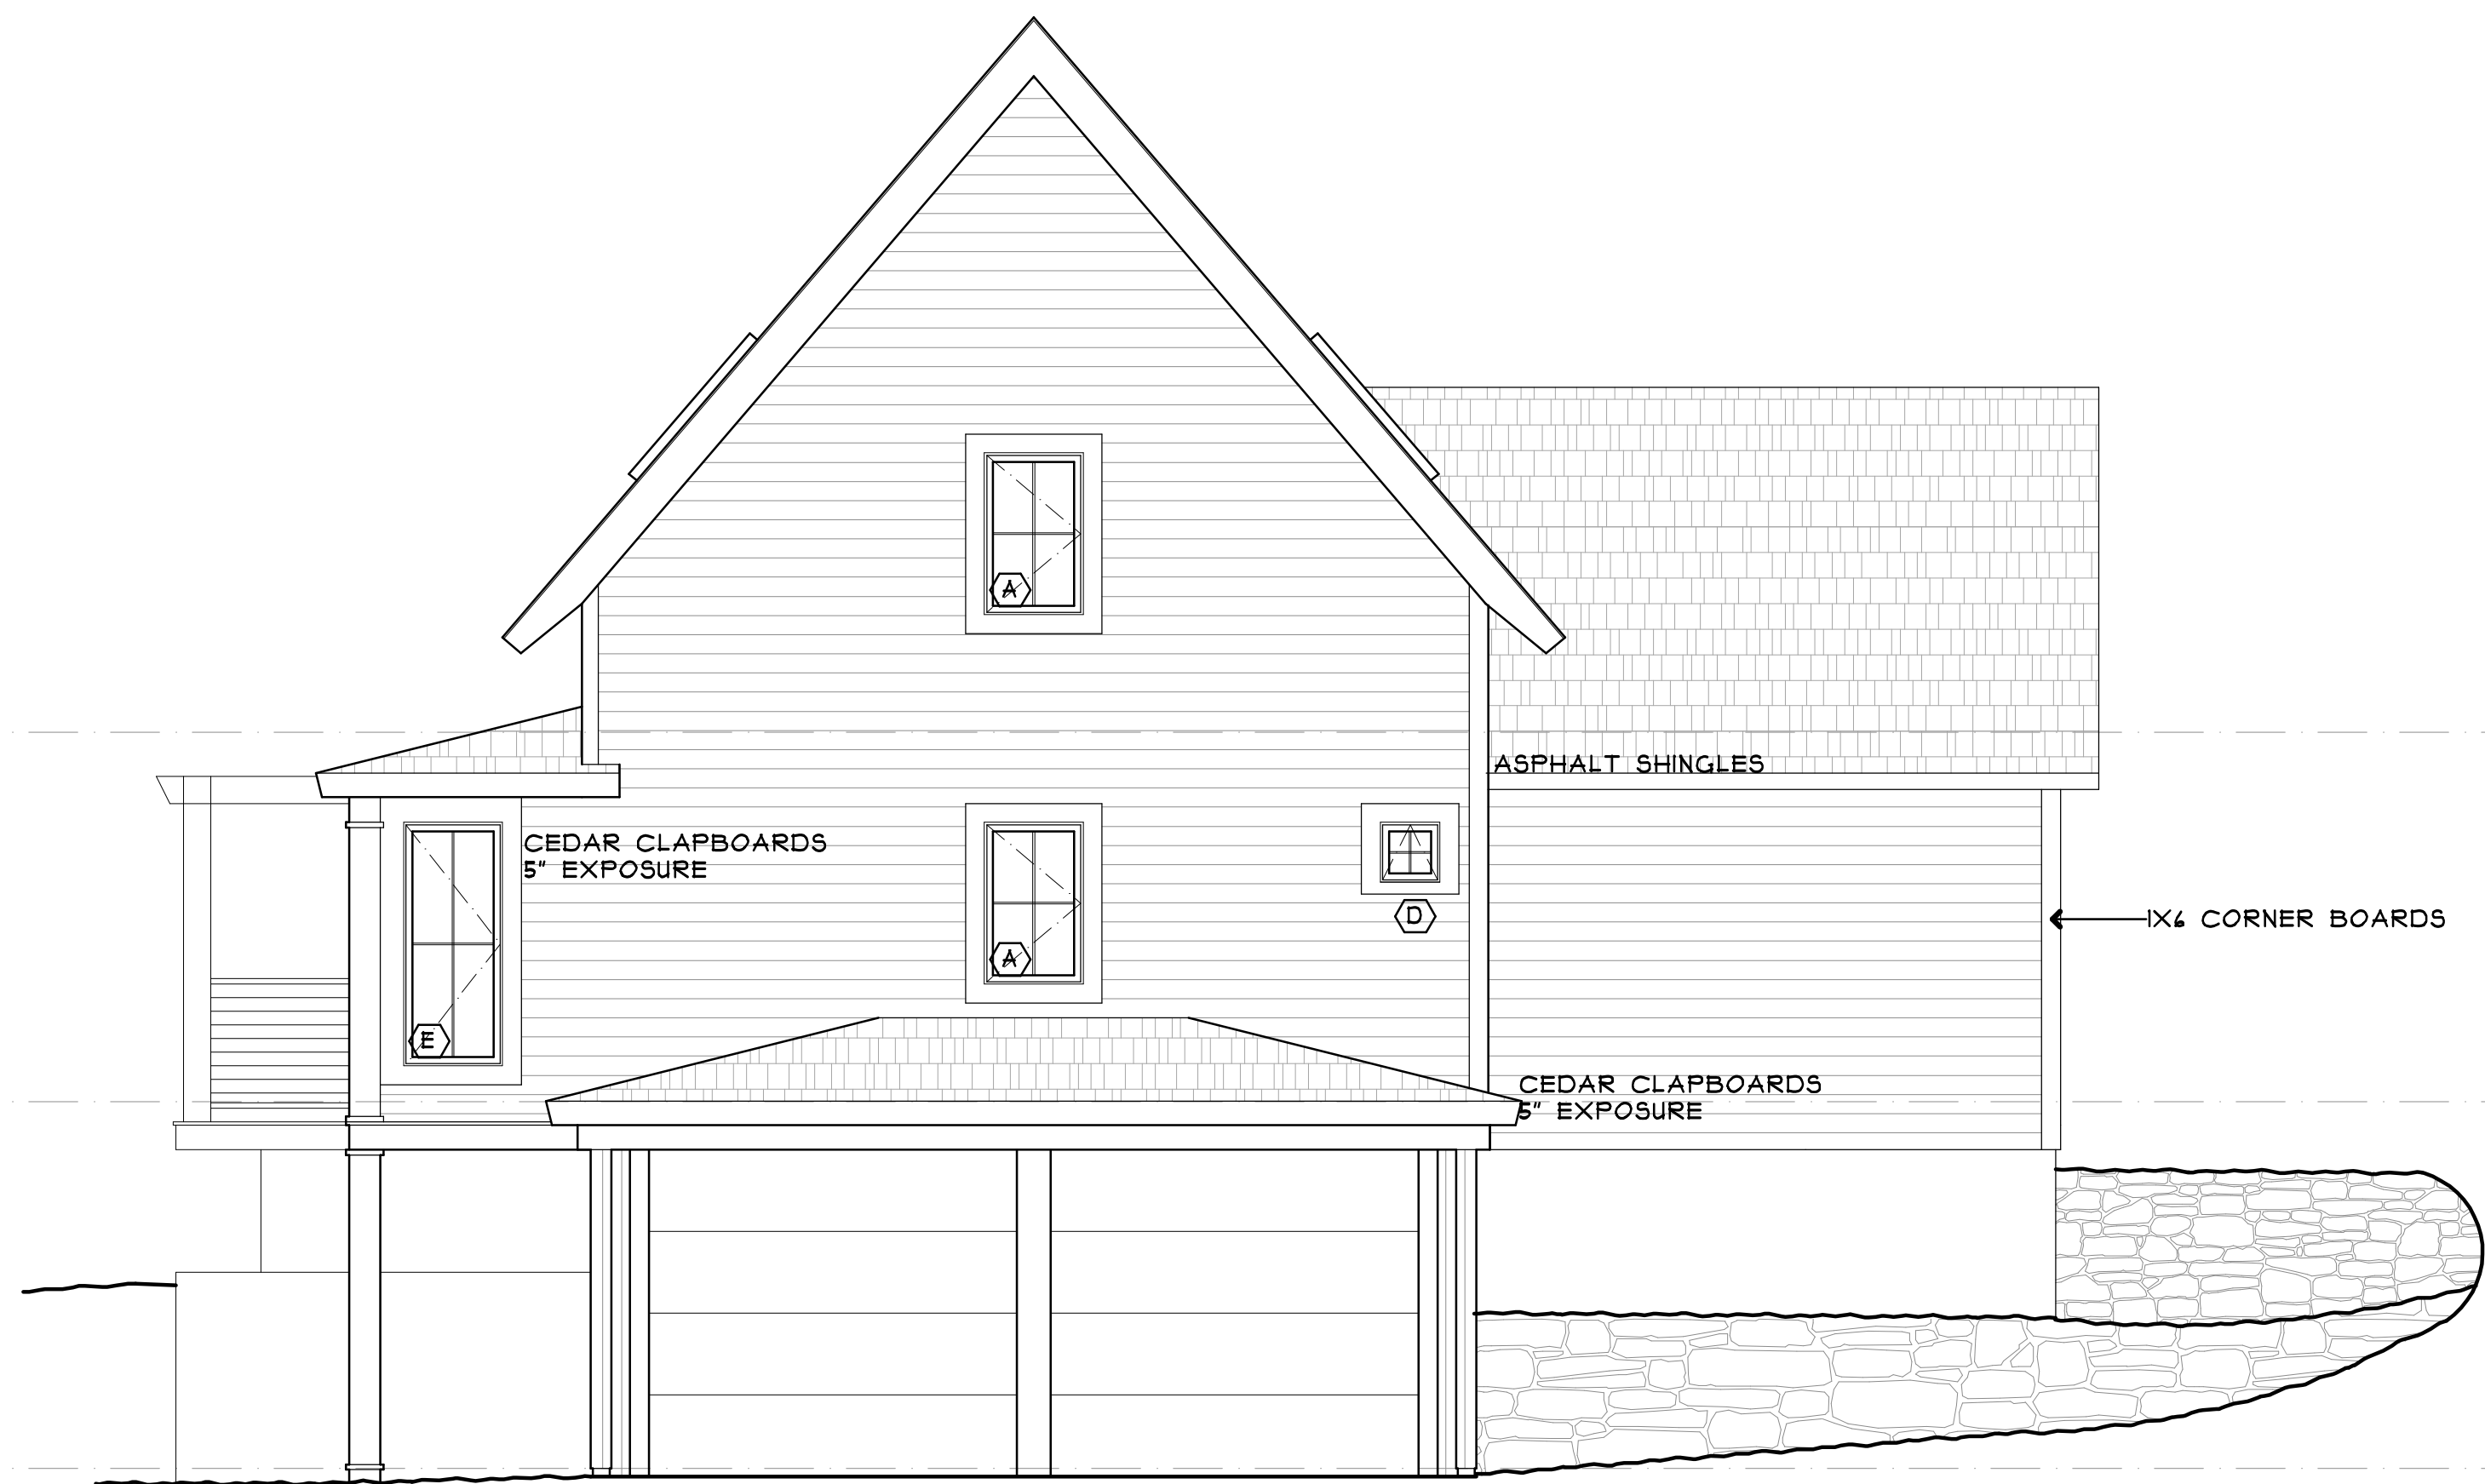 A
ASPHALT SHINGLES
CEDAR CLAPBOARDS
5" EXPOSURE
D
1X6 CORNER BOARDS
A
E
CEDAR CLAPBOARDS
5" EXPOSURE